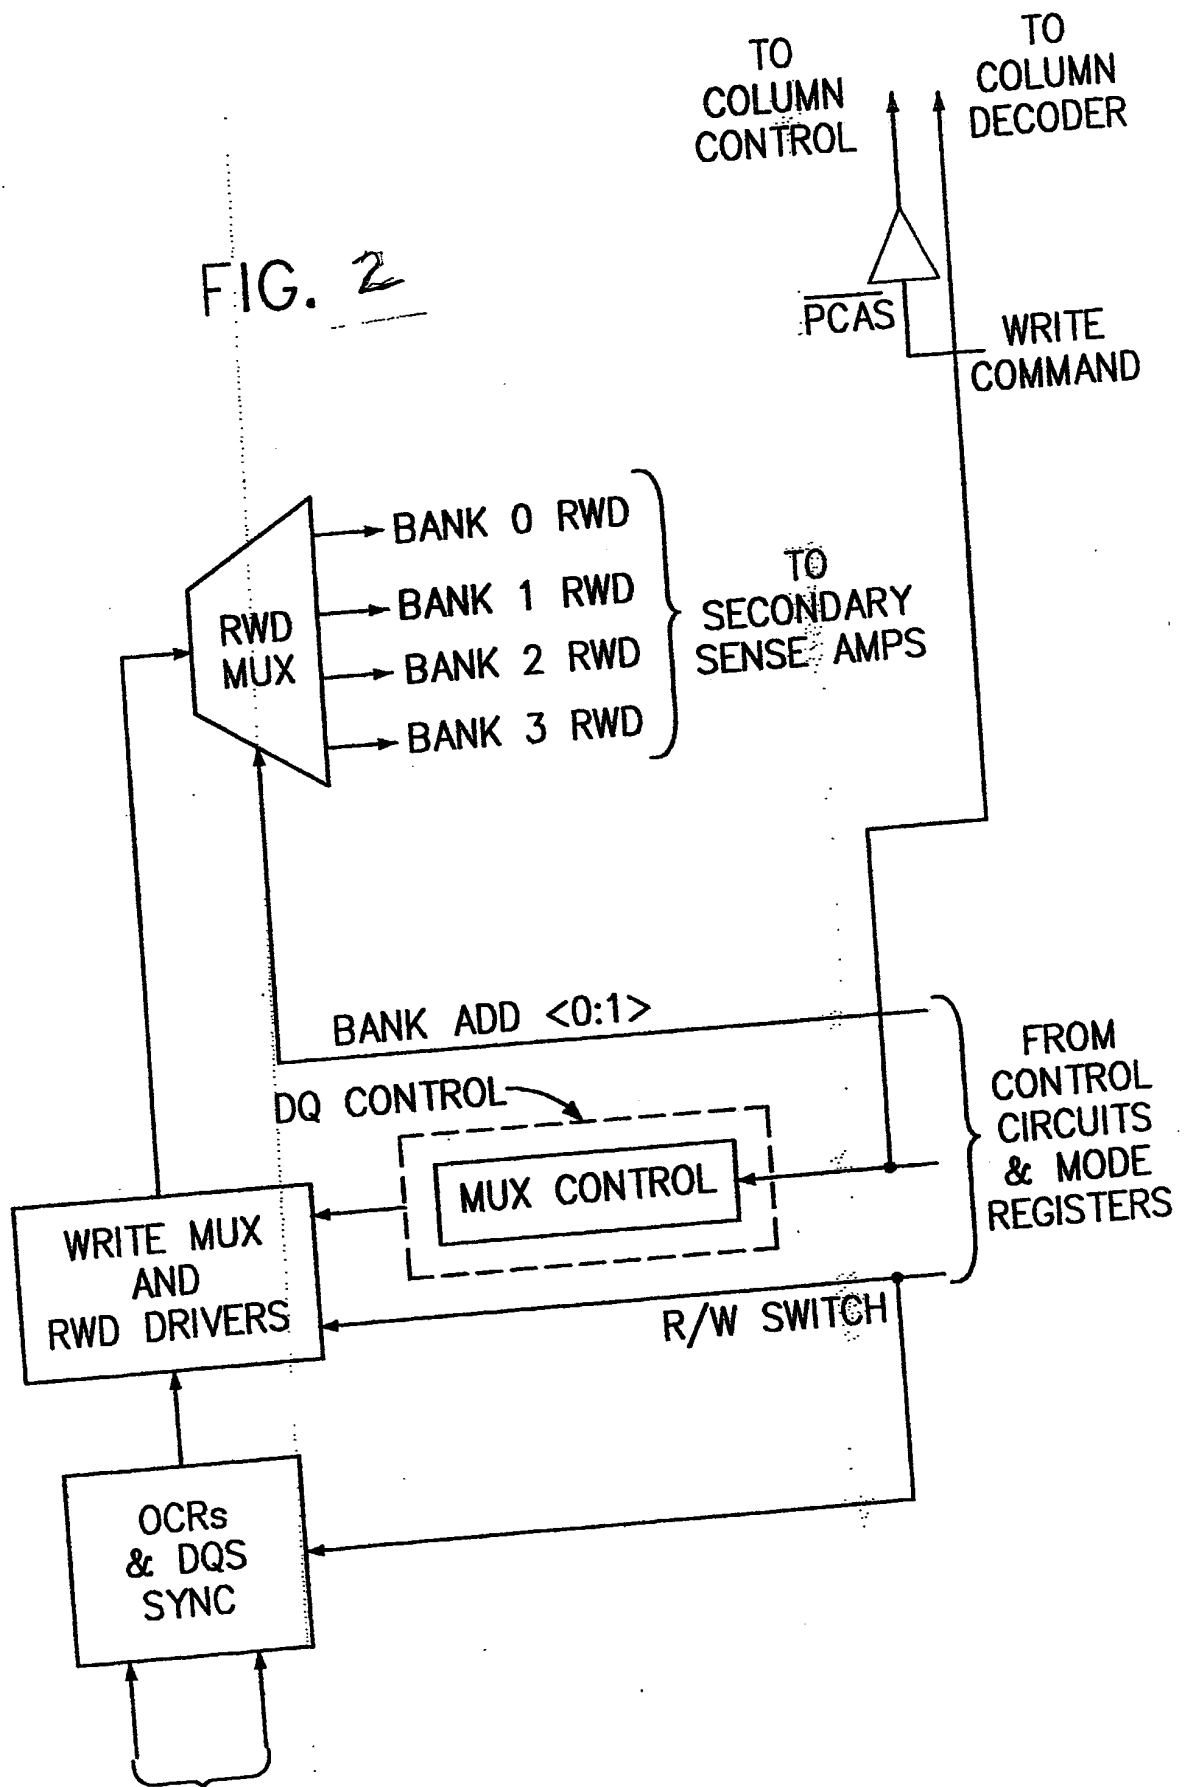 TO
COLUMN
CONTROL
TO
COLUMN
DECODER
FIG. 2
PCAS
WRITE
COMMAND
RWD
MUX
BANK 0 RWD
BANK 1 RWD
BANK 2 RWD
BANK 3 RWD
TO
SECONDARY
SENSE AMPS
BANK ADD <0:1>
DQ CONTROL
MUX CONTROL
FROM
CONTROL
CIRCUITS
& MODE
REGISTERS
WRITE MUX
AND
RWD DRIVERS
R/W SWITCH
OCRs
& DQS
SYNC